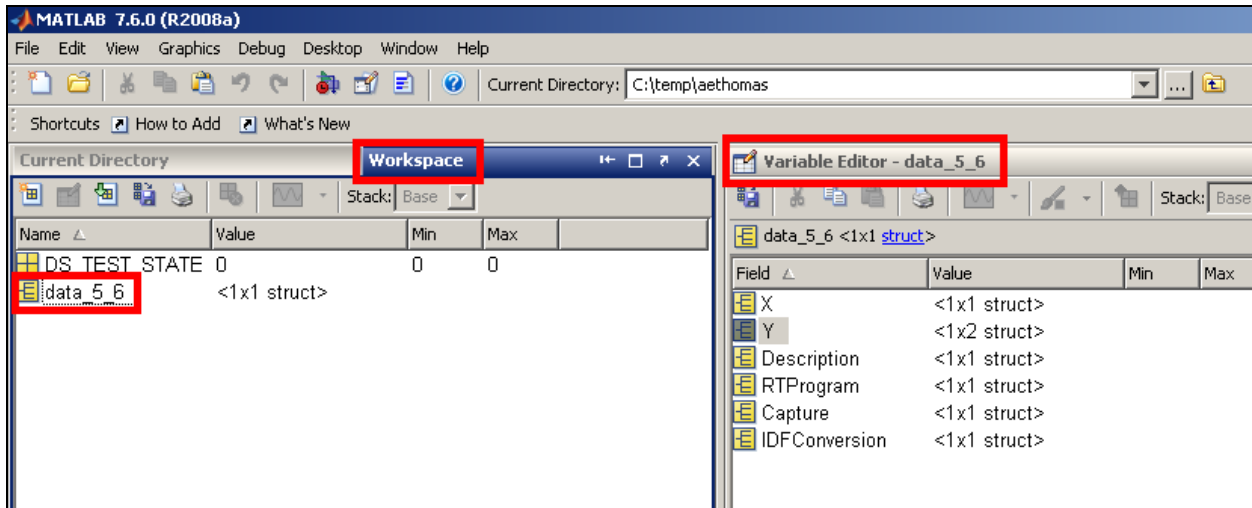 MATLAB 7.6.0 (R2008a)
File Edit View Graphics Debug Desktop Window Help
Current Directory: C:\temp\aethomas
Shortcuts How to Add What's New
Current Directory Workspace
Stack: Base
Name Value Min Max
DS_TEST_STATE 0 0 0
data_5_6 <1x1 struct>
Variable Editor - data_5_6
Stack: Base
data_5_6 <1x1 struct>
Field Value Min Max
X <1x1 struct>
Y <1x2 struct>
Description <1x1 struct>
RTProgram <1x1 struct>
Capture <1x1 struct>
IDFConversion <1x1 struct>